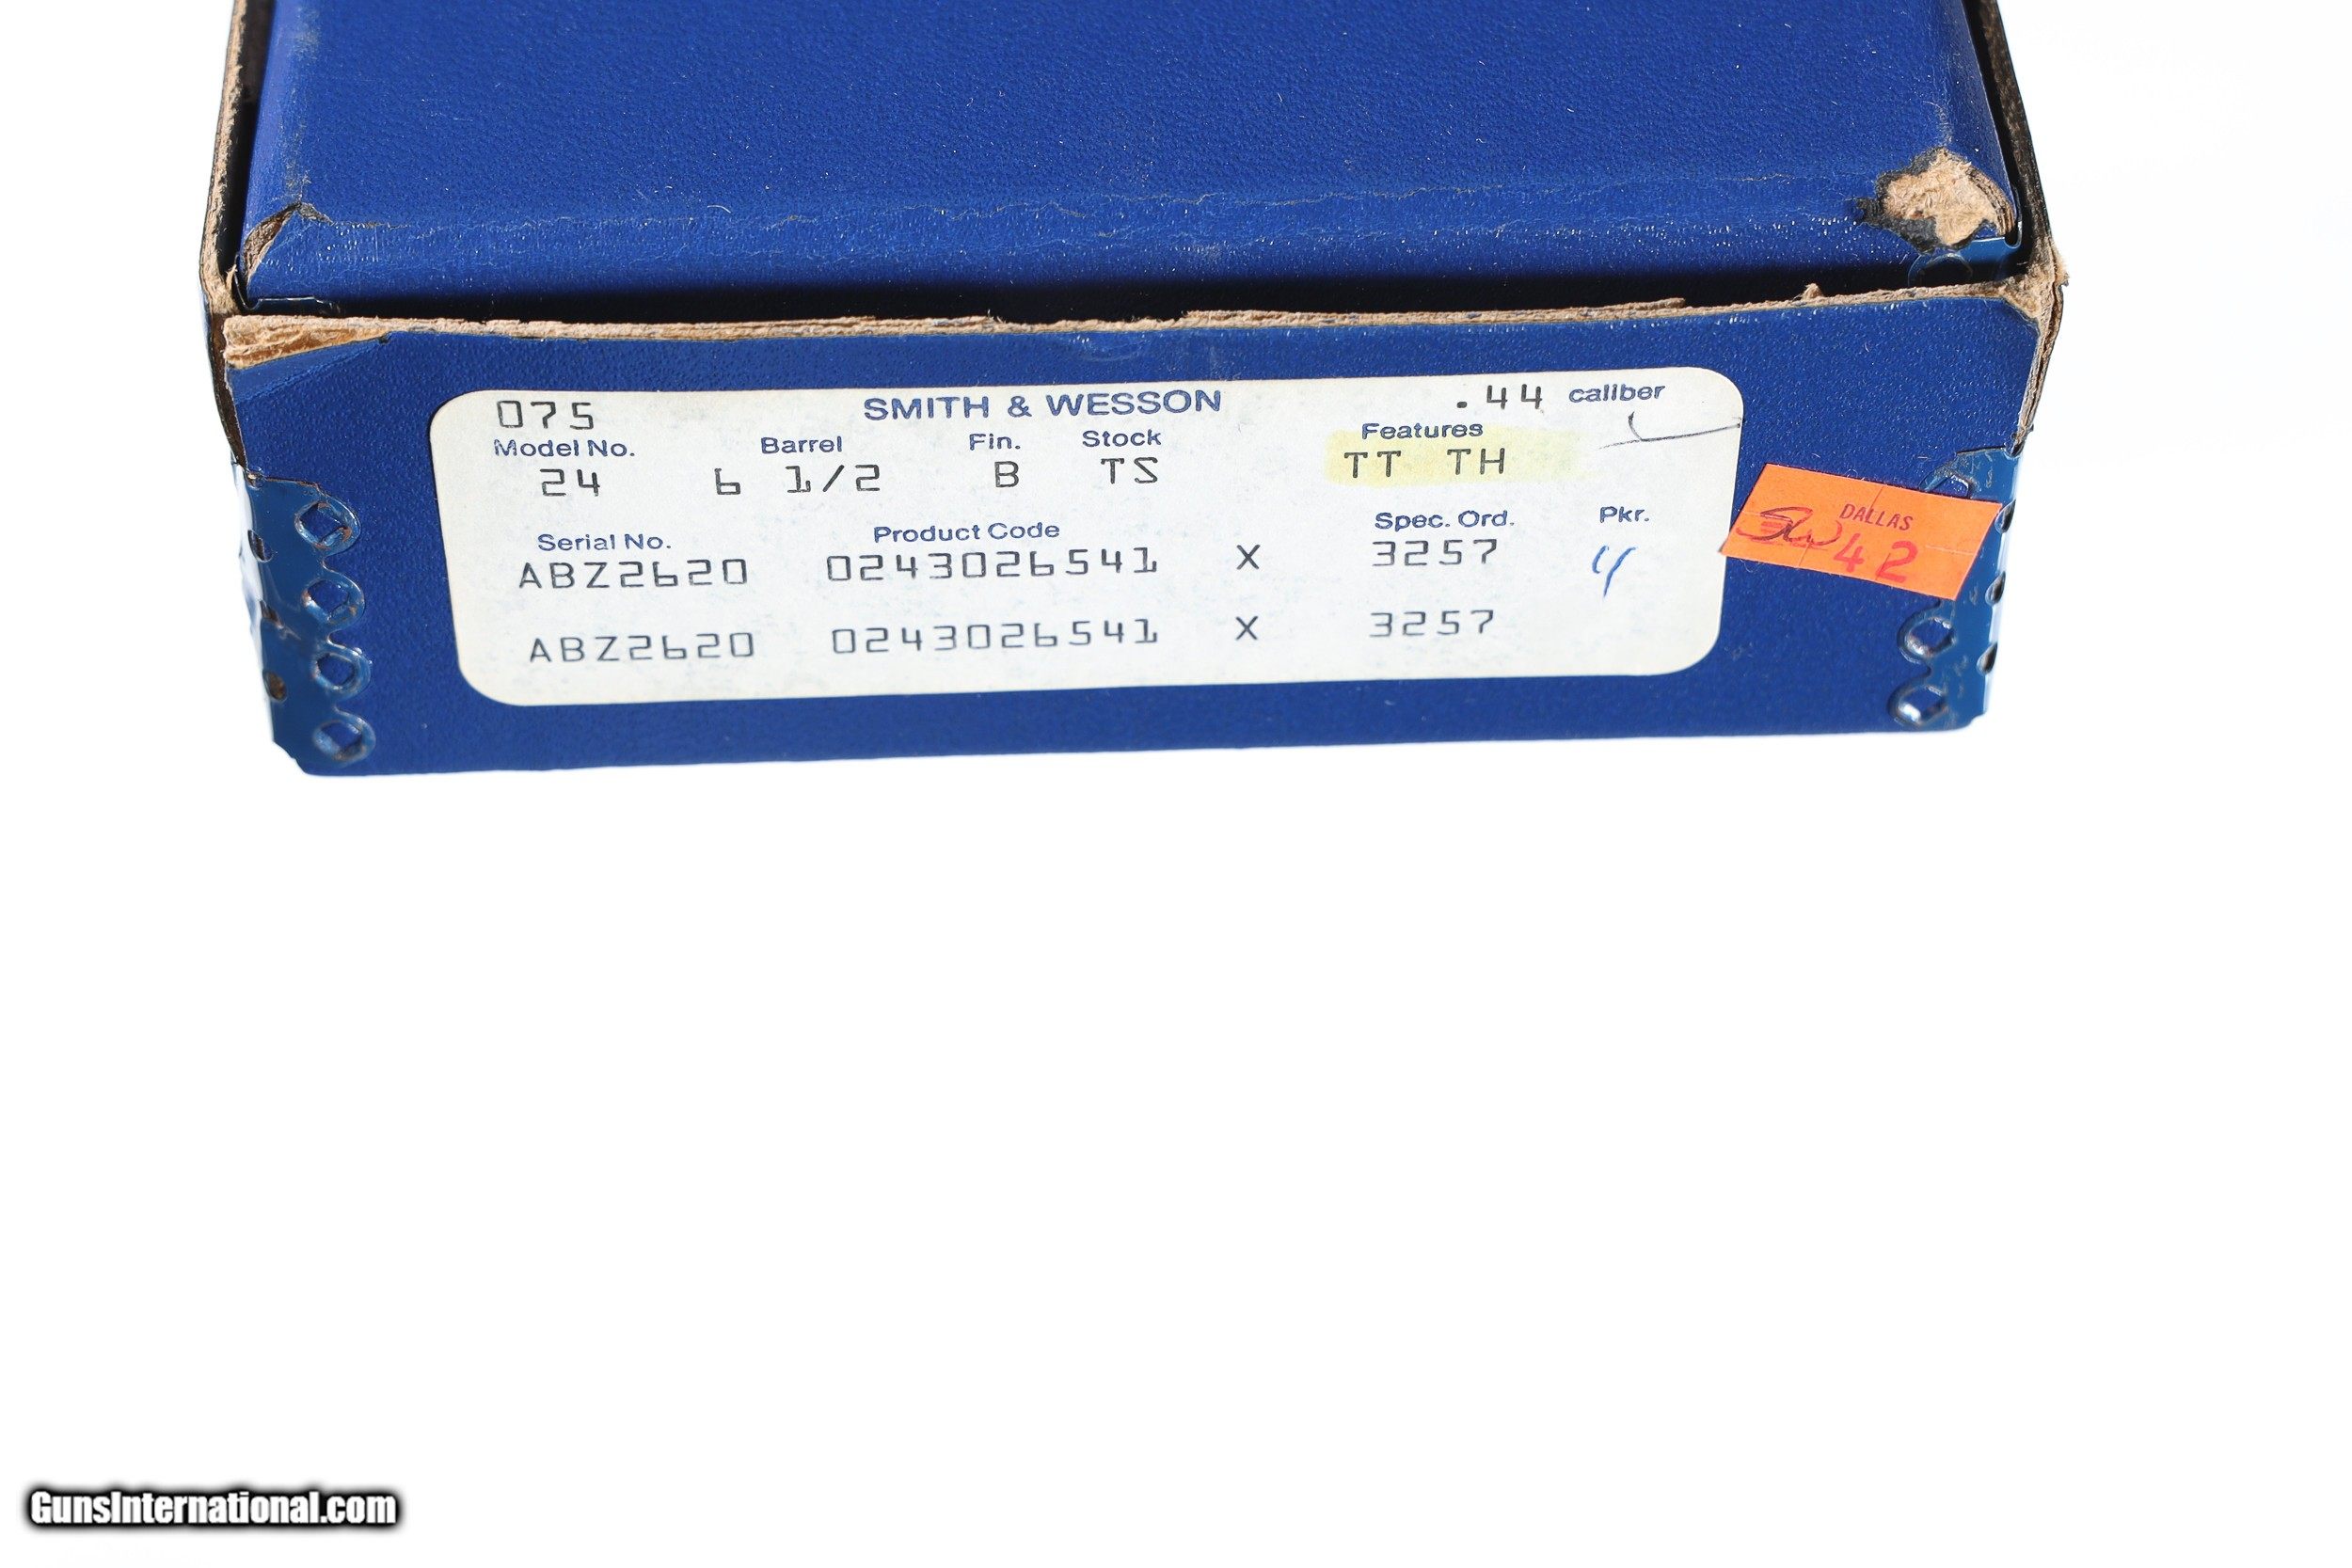 075 SMITH & WESSON .44 caliber
Model No. Barrel Fin. Stock Features
24 6 1/2 B TS TT TH
Serial No. Product Code Spec. Ord. Pkr.
ABZ2620 0243026541 X 3257
ABZ2620 0243026541 X 3257
DALLAS
SW 42
GunsInternational.com